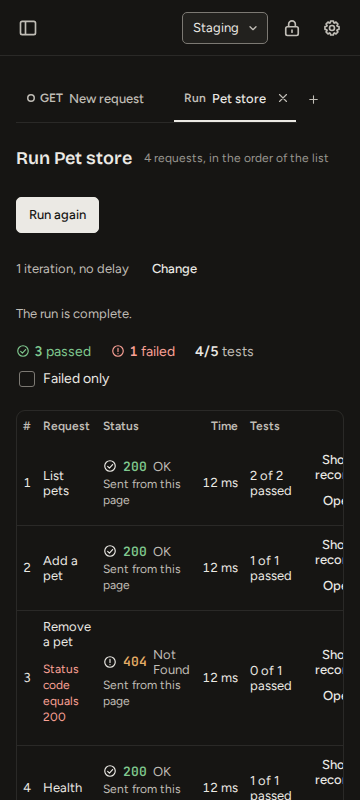 Staging
GET New request
Run Pet store
Run Pet store
4 requests, in the order of the list
Run again
1 iteration, no delay
Change
The run is complete.
3 passed
1 failed
4/5 tests
Failed only
# Request Status Time Tests
1
List
pets
200 OK
Sent from this
page
12 ms
2 of 2
passed
2
Add a
pet
200 OK
Sent from this
page
12 ms
1 of 1
passed
3
Remove
a pet
Status
code
equals
200
404 Not
Found
Sent from this
page
12 ms
0 of 1
passed
4
Health
200 OK
Sent from this
12 ms
1 of 1
passed